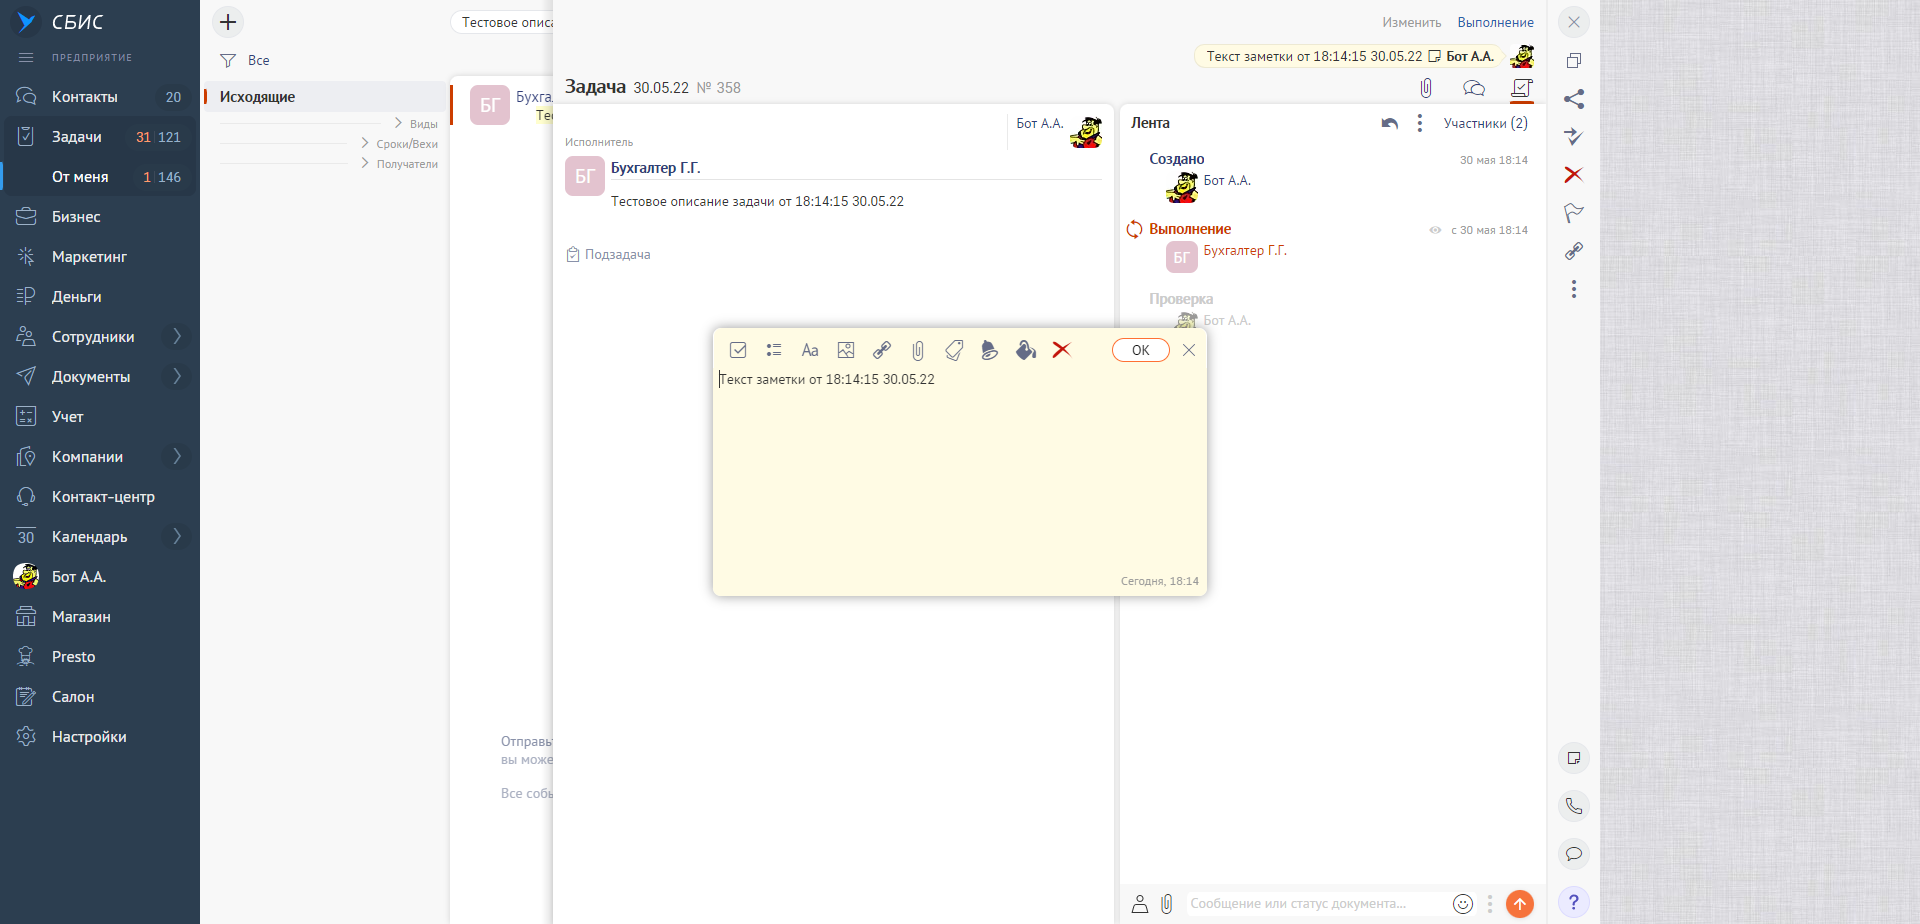 СБИС
ПРЕДПРИЯТИЕ
Контакты 20
Задачи 31 121
От меня 1 146
Бизнес
Маркетинг
Деньги
Сотрудники
Документы
Учет
Компании
Контакт-центр
30 Календарь
Бот А.А.
Магазин
Presto
Салон
Настройки
Все
Исходящие
Виды
Сроки/Вехи
Получатели
Тестовое описа
БГ Бухга
Те
Отправь
вы може
Все собы
Изменить Выполнение
Текст заметки от 18:14:15 30.05.22 Бот А.А.
Задача 30.05.22 № 358
Бот А.А.
Исполнитель
БГ Бухгалтер Г.Г.
Тестовое описание задачи от 18:14:15 30.05.22
Подзадача
Лента Участники (2)
Создано 30 мая 18:14
Бот А.А.
Выполнение с 30 мая 18:14
БГ Бухгалтер Г.Г.
Проверка
Бот А.А.
Aa OK
Текст заметки от 18:14:15 30.05.22
Сегодня, 18:14
Сообщение или статус документа...
?